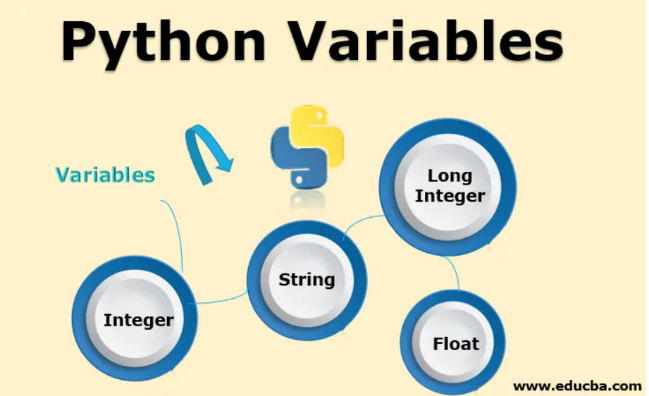 Python Variables
Variables
Integer
String
Long
Integer
Float
www.educba.com